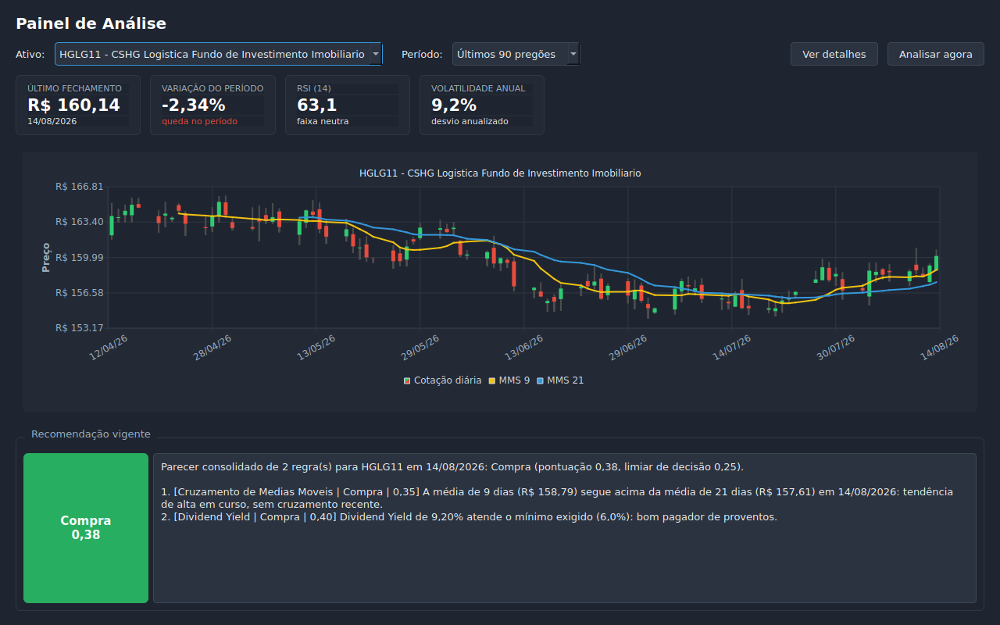 Painel de Análise
Ativo: HGLG11 - CSHG Logistica Fundo de Investimento Imobiliario Período: Últimos 90 pregões Ver detalhes Analisar agora
ÚLTIMO FECHAMENTO
R$ 160,14
14/08/2026
VARIAÇÃO DO PERÍODO
-2,34%
queda no período
RSI (14)
63,1
faixa neutra
VOLATILIDADE ANUAL
9,2%
desvio anualizado
HGLG11 - CSHG Logistica Fundo de Investimento Imobiliario
Preço
R$ 166.81
R$ 163.40
R$ 159.99
R$ 156.58
R$ 153.17
12/04/26 28/04/26 13/05/26 29/05/26 13/06/26 29/06/26 14/07/26 30/07/26 14/08/26
Cotação diária MMS 9 MMS 21
Recomendação vigente
Compra
0,38
Parecer consolidado de 2 regra(s) para HGLG11 em 14/08/2026: Compra (pontuação 0,38, limiar de decisão 0,25).
1. [Cruzamento de Medias Moveis | Compra | 0,35] A média de 9 dias (R$ 158,79) segue acima da média de 21 dias (R$ 157,61) em 14/08/2026: tendência
de alta em curso, sem cruzamento recente.
2. [Dividend Yield | Compra | 0,40] Dividend Yield de 9,20% atende o mínimo exigido (6,0%): bom pagador de proventos.